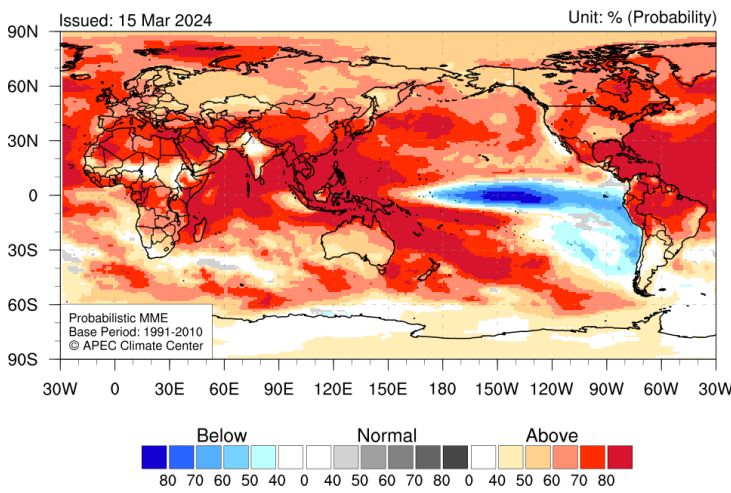 Issued: 15 Mar 2024 Unit: % (Probability)
90N
60N
30N
0
30S
60S
90S
Probabilistic MME
Base Period: 1991-2010
© APEC Climate Center
30W 0 30E 60E 90E 120E 150E 180 150W 120W 90W 60W 30W
Below Normal Above
80 70 60 50 40 0 40 50 60 70 80 0 40 50 60 70 80